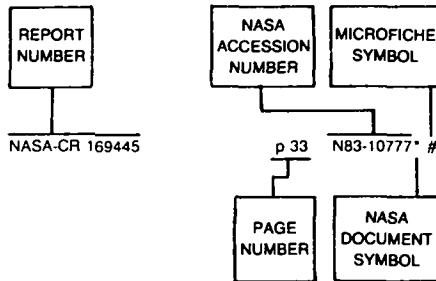 REPORT
NUMBER
NASA
ACCESSION
NUMBER
MICROFICHE
SYMBOL
NASA-CR 169445
p 33
N83-10777* #
PAGE
NUMBER
NASA
DOCUMENT
SYMBOL